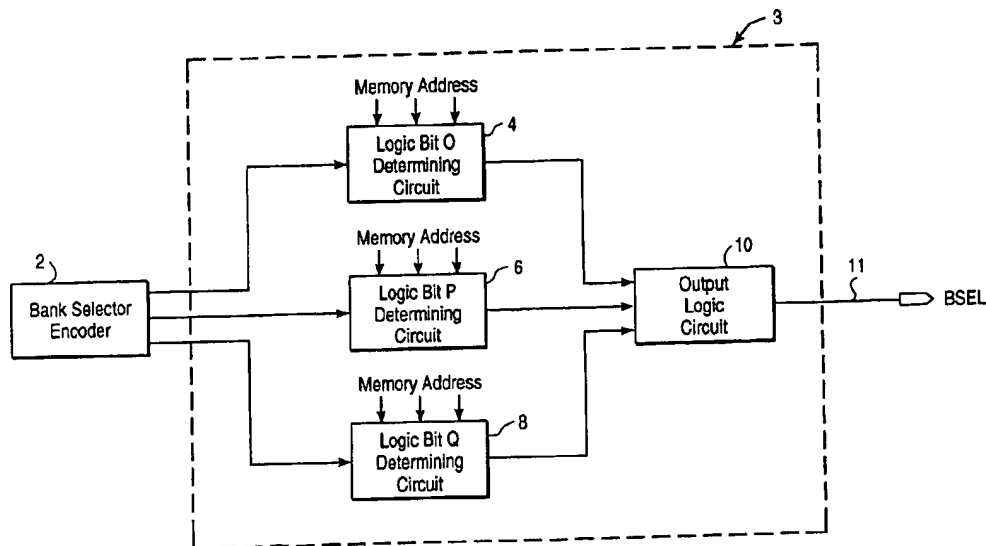 3
Memory Address
4
Logic Bit O
Determining
Circuit
Memory Address
2
Bank Selector
Encoder
6
Logic Bit P
Determining
Circuit
10
Output
Logic
Circuit
11
BSEL
Memory Address
8
Logic Bit Q
Determining
Circuit